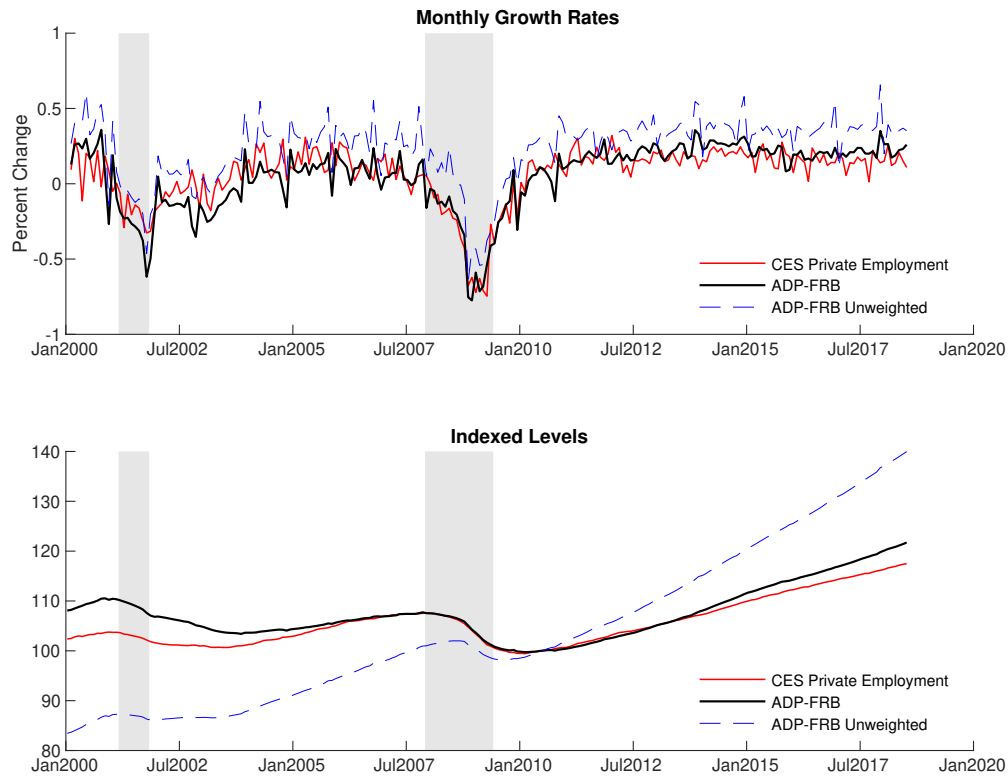 Monthly Growth Rates
1
0.5
0
-0.5
-1
Percent Change
CES Private Employment
ADP-FRB
ADP-FRB Unweighted
Jan2000 Jul2002 Jan2005 Jul2007 Jan2010 Jul2012 Jan2015 Jul2017 Jan2020
Indexed Levels
140
130
120
110
100
90
80
CES Private Employment
ADP-FRB
ADP-FRB Unweighted
Jan2000 Jul2002 Jan2005 Jul2007 Jan2010 Jul2012 Jan2015 Jul2017 Jan2020